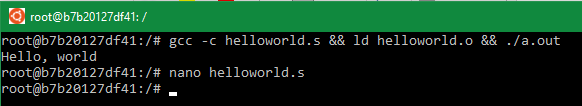 root@b7b20127df41: /
root@b7b20127df41:/# gcc -c helloworld.s && ld helloworld.o && ./a.out
Hello, world
root@b7b20127df41:/# nano helloworld.s
root@b7b20127df41:/#